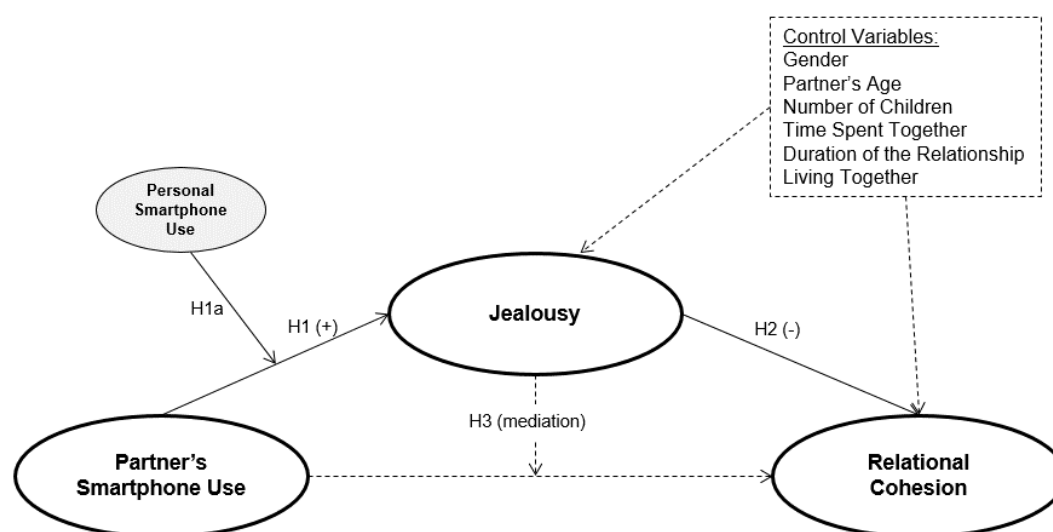 Control Variables:
Gender
Partner's Age
Number of Children
Time Spent Together
Duration of the Relationship
Living Together
Personal
Smartphone
Use
H1a
H1 (+)
Jealousy
H2 (-)
H3 (mediation)
Partner's
Smartphone Use
Relational
Cohesion